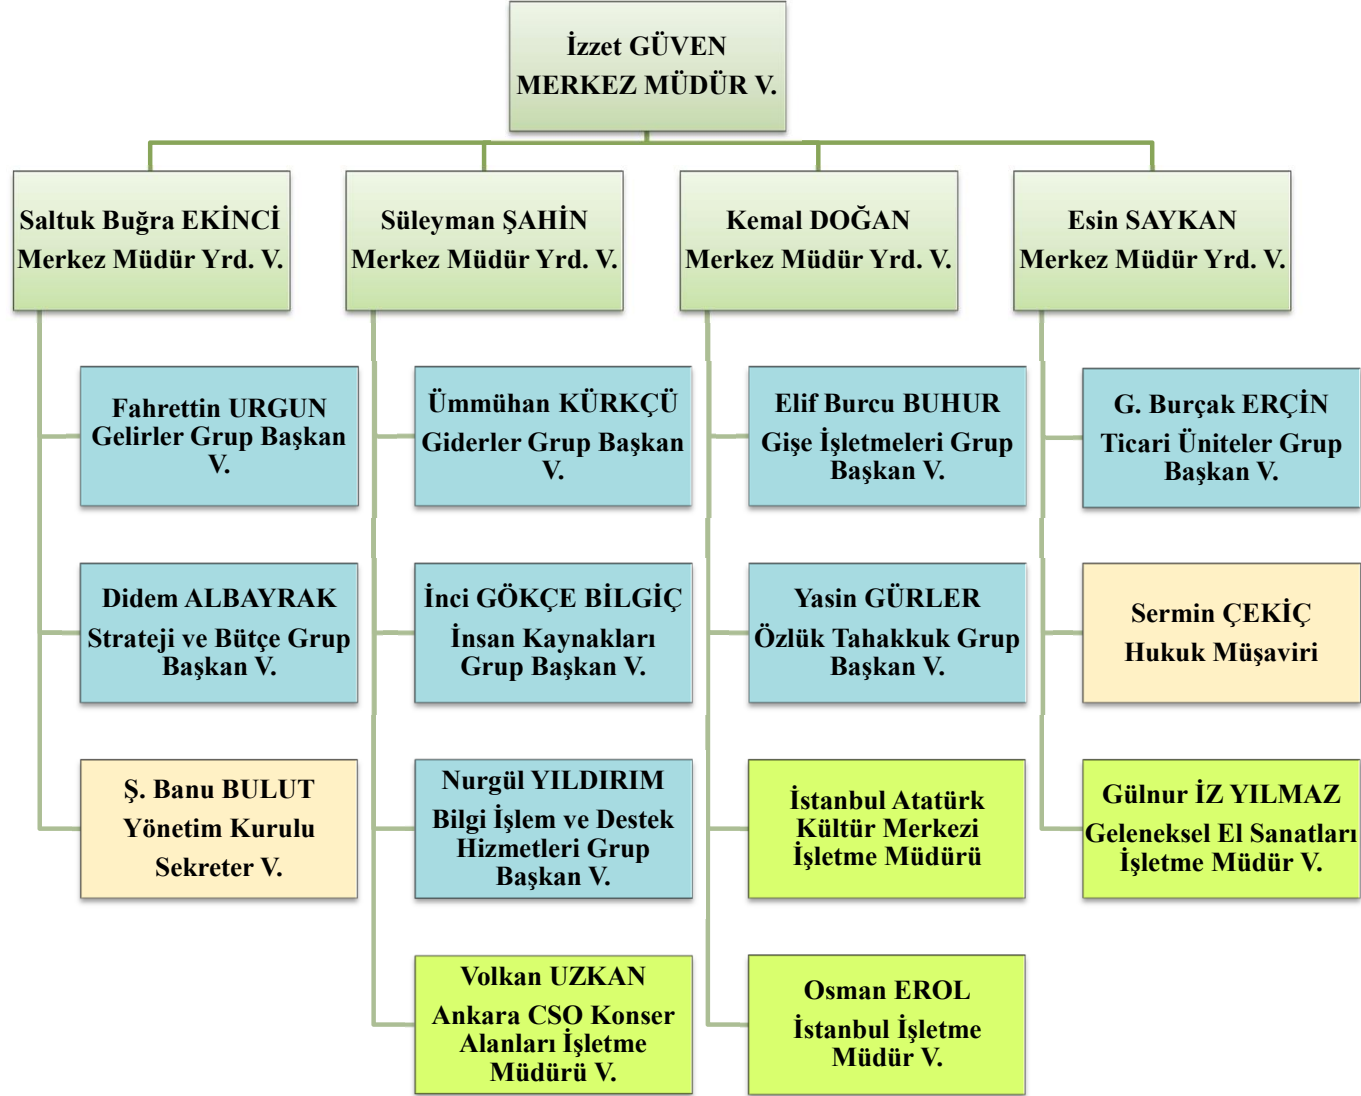 İzzet GÜVEN
MERKEZ MÜDÜR V.
Saltuk Buğra EKİNCİ
Merkez Müdür Yrd. V.
Süleyman ŞAHİN
Merkez Müdür Yrd. V.
Kemal DOĞAN
Merkez Müdür Yrd. V.
Esin SAYKAN
Merkez Müdür Yrd. V.
Fahrettin URGUN
Gelirler Grup Başkan
V.
Ümmühan KÜRKÇÜ
Giderler Grup Başkan
V.
Elif Burcu BUHUR
Gişe İşletmeleri Grup
Başkan V.
G. Burçak ERÇİN
Ticari Üniteler Grup
Başkan V.
Didem ALBAYRAK
Strateji ve Bütçe Grup
Başkan V.
İnci GÖKÇE BİLGİÇ
İnsan Kaynakları
Grup Başkan V.
Yasin GÜRLER
Özlük Tahakkuk Grup
Başkan V.
Sermin ÇEKİÇ
Hukuk Müşaviri
Ş. Banu BULUT
Yönetim Kurulu
Sekreter V.
Nurgül YILDIRIM
Bilgi İşlem ve Destek
Hizmetleri Grup
Başkan V.
İstanbul Atatürk
Kültür Merkezi
İşletme Müdürü
Gülnur İZ YILMAZ
Geleneksel El Sanatları
İşletme Müdür V.
Volkan UZKAN
Ankara CSO Konser
Alanları İşletme
Müdürü V.
Osman EROL
İstanbul İşletme
Müdür V.